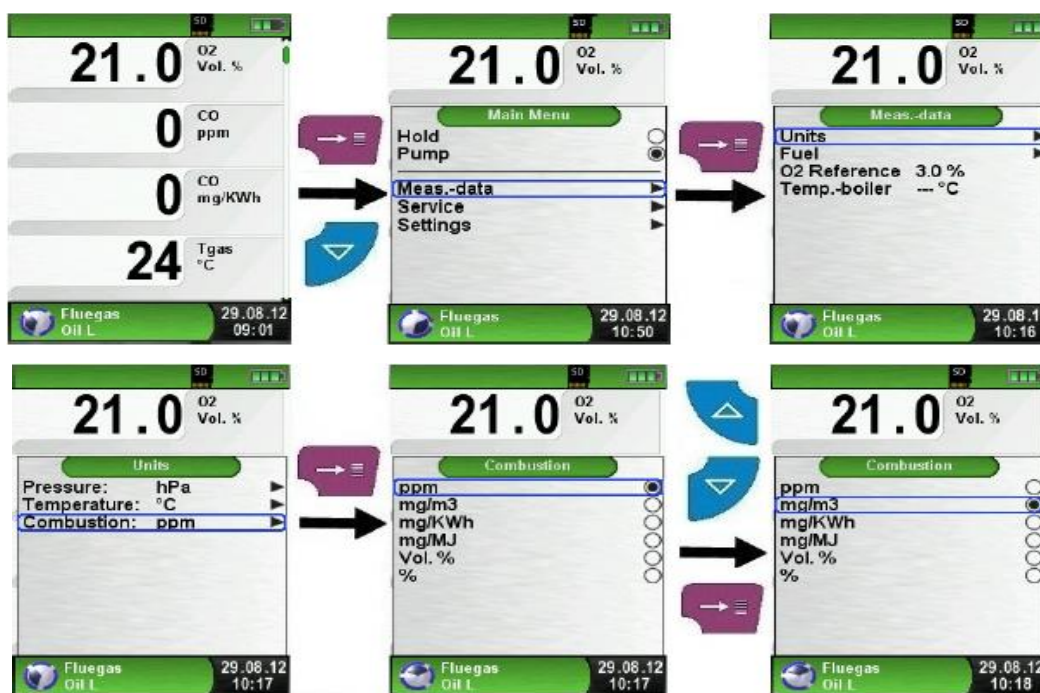 SD
21.0 O2 Vol. %
0 CO ppm
0 CO mg/KWh
24 Tgas °C
Fluegas 29.08.12
Oil L 09:01
SD
21.0 O2 Vol. %
Main Menu
Hold
Pump
Meas.-data
Service
Settings
Fluegas 29.08.12
Oil L 10:50
SD
21.0 O2 Vol. %
Meas.-data
Units
Fuel
O2 Reference 3.0 %
Temp.-boiler --- °C
Fluegas 29.08.1
Oil L 10:16
SD
21.0 O2 Vol. %
Units
Pressure: hPa
Temperature: °C
Combustion: ppm
Fluegas 29.08.12
Oil L 10:17
SD
21.0 O2 Vol. %
Combustion
ppm
mg/m3
mg/KWh
mg/MJ
Vol. %
%
Fluegas 29.08.12
Oil L 10:17
SD
21.0 O2 Vol. %
Combustion
ppm
mg/m3
mg/KWh
mg/MJ
Vol. %
%
Fluegas 29.08.12
Oil L 10:18